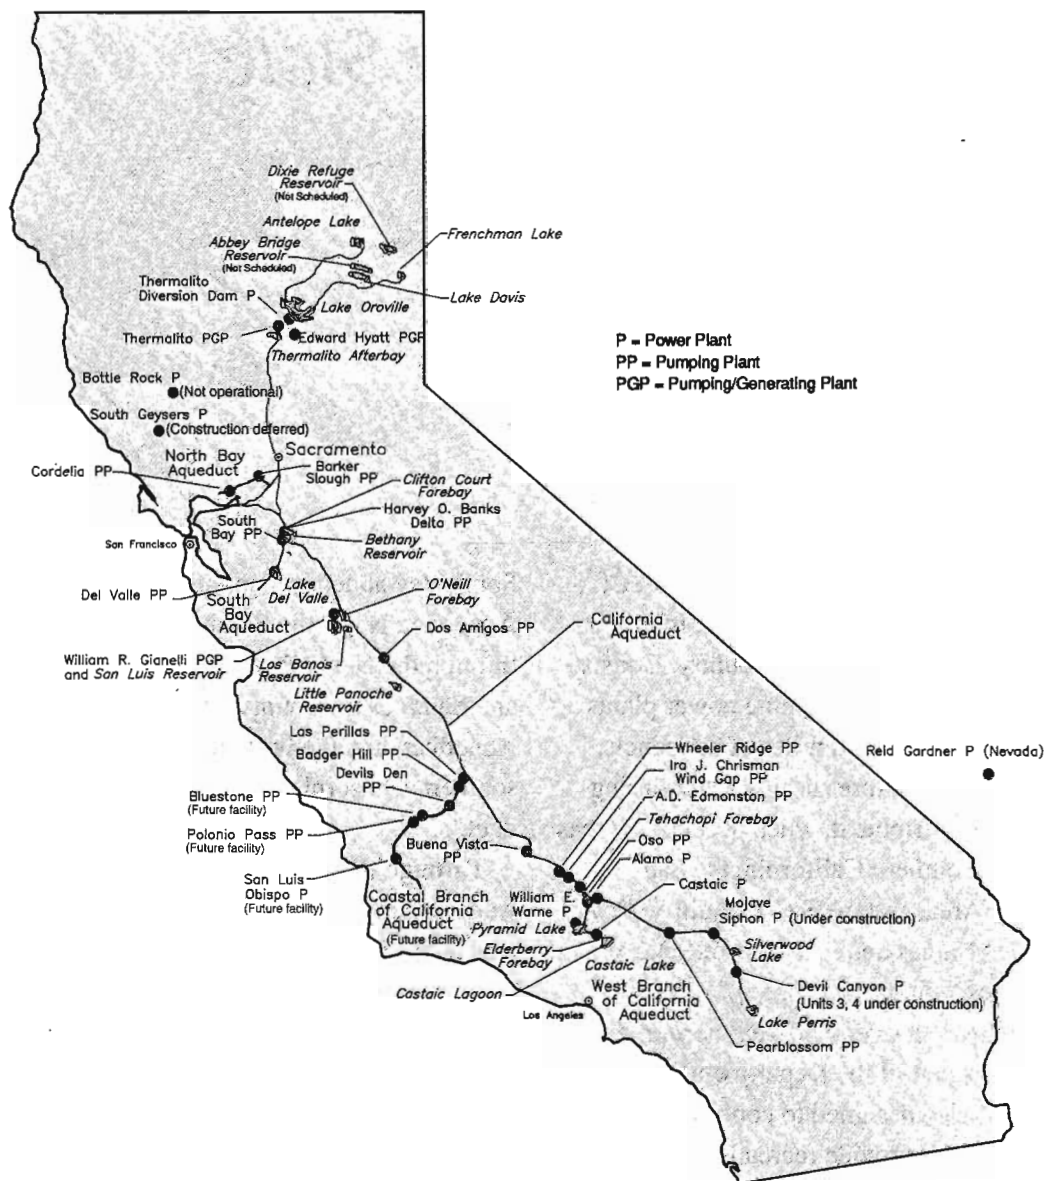 Dixie Refuge
Reservoir
(Not Scheduled)
Antelope Lake
Abbey Bridge
Reservoir
(Not Scheduled)
Frenchman Lake
Lake Davis
Thermalito
Diversion Dam P
Lake Oroville
Thermalito PGP
Edward Hyatt PGP
Thermalito Afterbay
P = Power Plant
PP = Pumping Plant
PGP = Pumping/Generating Plant
Bottle Rock P
(Not operational)
South Geysers P
(Construction deferred)
North Bay
Aqueduct
Sacramento
Cordelia PP
Barker
Slough PP
Clifton Court
Forebay
Harvey O. Banks
Delta PP
South
Bay PP
Bethany
Reservoir
San Francisco
Del Valle PP
Lake
Del Valle
O'Neill
Forebay
South
Bay
Aqueduct
Dos Amigos PP
California
Aqueduct
William R. Gianelli PGP
and San Luis Reservoir
Los Banos
Reservoir
Little Panoche
Reservoir
Las Perillas PP
Badger Hill PP
Devils Den
PP
Bluestone PP
(Future facility)
Polonio Pass PP
(Future facility)
San Luis
Obispo P
(Future facility)
Buena Vista
PP
Coastal Branch
of California
Aqueduct
(Future facility)
Wheeler Ridge PP
Ira J. Chrisman
Wind Gap PP
A.D. Edmonston PP
Tehachapi Forebay
Oso PP
Alamo P
Castaic P
Reid Gardner P (Nevada)
William E.
Warne P
Pyramid Lake
Elderberry
Forebay
Castaic Lake
Castaic Lagoon
Mojave
Siphon P (Under construction)
Silverwood
Lake
Devil Canyon P
(Units 3, 4 under construction)
West Branch
of California
Aqueduct
Los Angeles
Lake Perris
Pearblossom PP